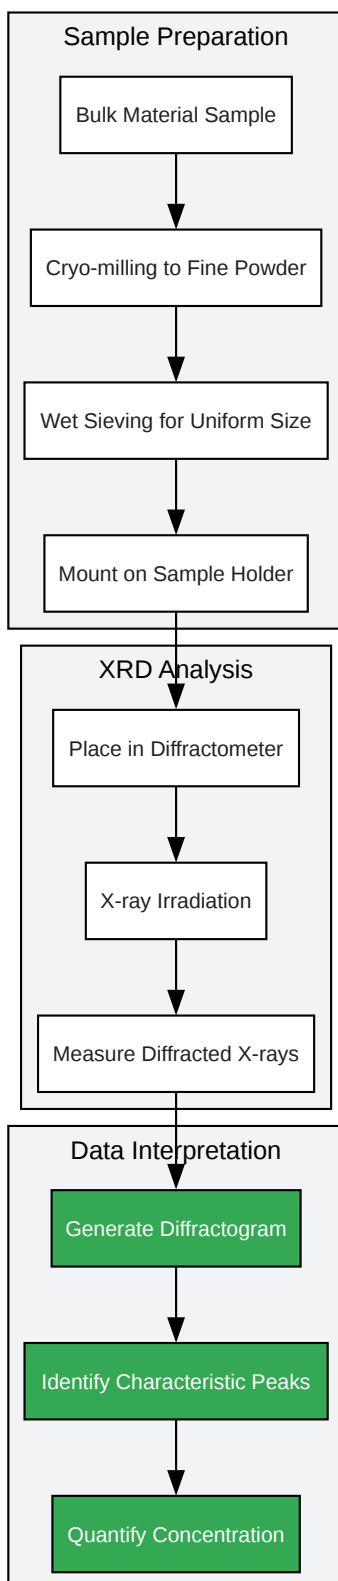 Sample Preparation
Bulk Material Sample
Cryo-milling to Fine Powder
Wet Sieving for Uniform Size
Mount on Sample Holder
XRD Analysis
Place in Diffractometer
X-ray Irradiation
Measure Diffracted X-rays
Data Interpretation
Generate Diffractogram
Identify Characteristic Peaks
Quantify Concentration